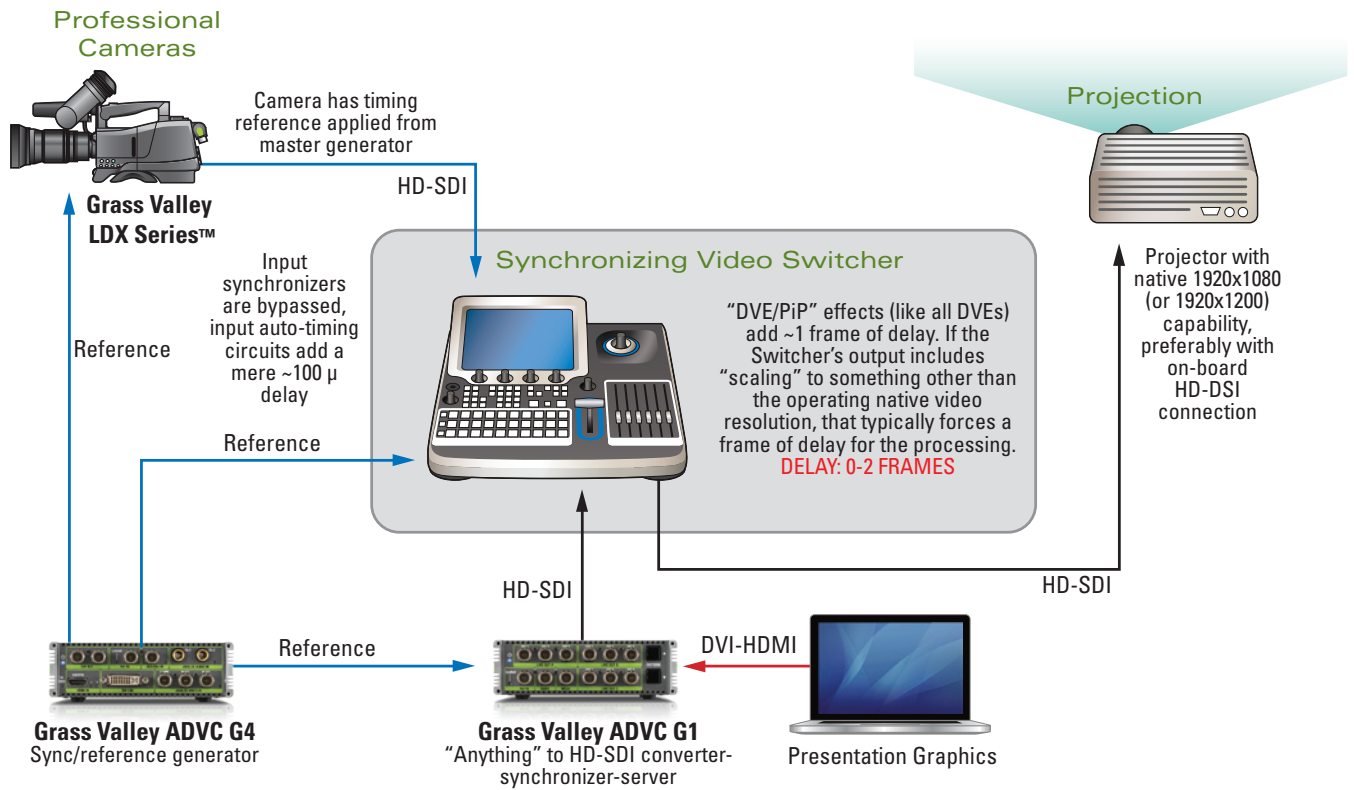 Professional
Cameras
Camera has timing
reference applied from
master generator
HD-SDI
Grass Valley
LDX Series™
Projection
Reference
Input
synchronizers
are bypassed,
input auto-timing
circuits add a
mere ~100 µ
delay
Synchronizing Video Switcher
“DVE/PiP” effects (like all DVEs)
add ~1 frame of delay. If the
Switcher’s output includes
“scaling” to something other than
the operating native video
resolution, that typically forces a
frame of delay for the processing.
DELAY: 0-2 FRAMES
Projector with
native 1920x1080
(or 1920x1200)
capability,
preferably with
on-board
HD-DSI
connection
Reference
HD-SDI
HD-SDI
Reference
DVI-HDMI
Grass Valley ADVC G4
Sync/reference generator
Grass Valley ADVC G1
“Anything” to HD-SDI converter-
synchronizer-server
Presentation Graphics